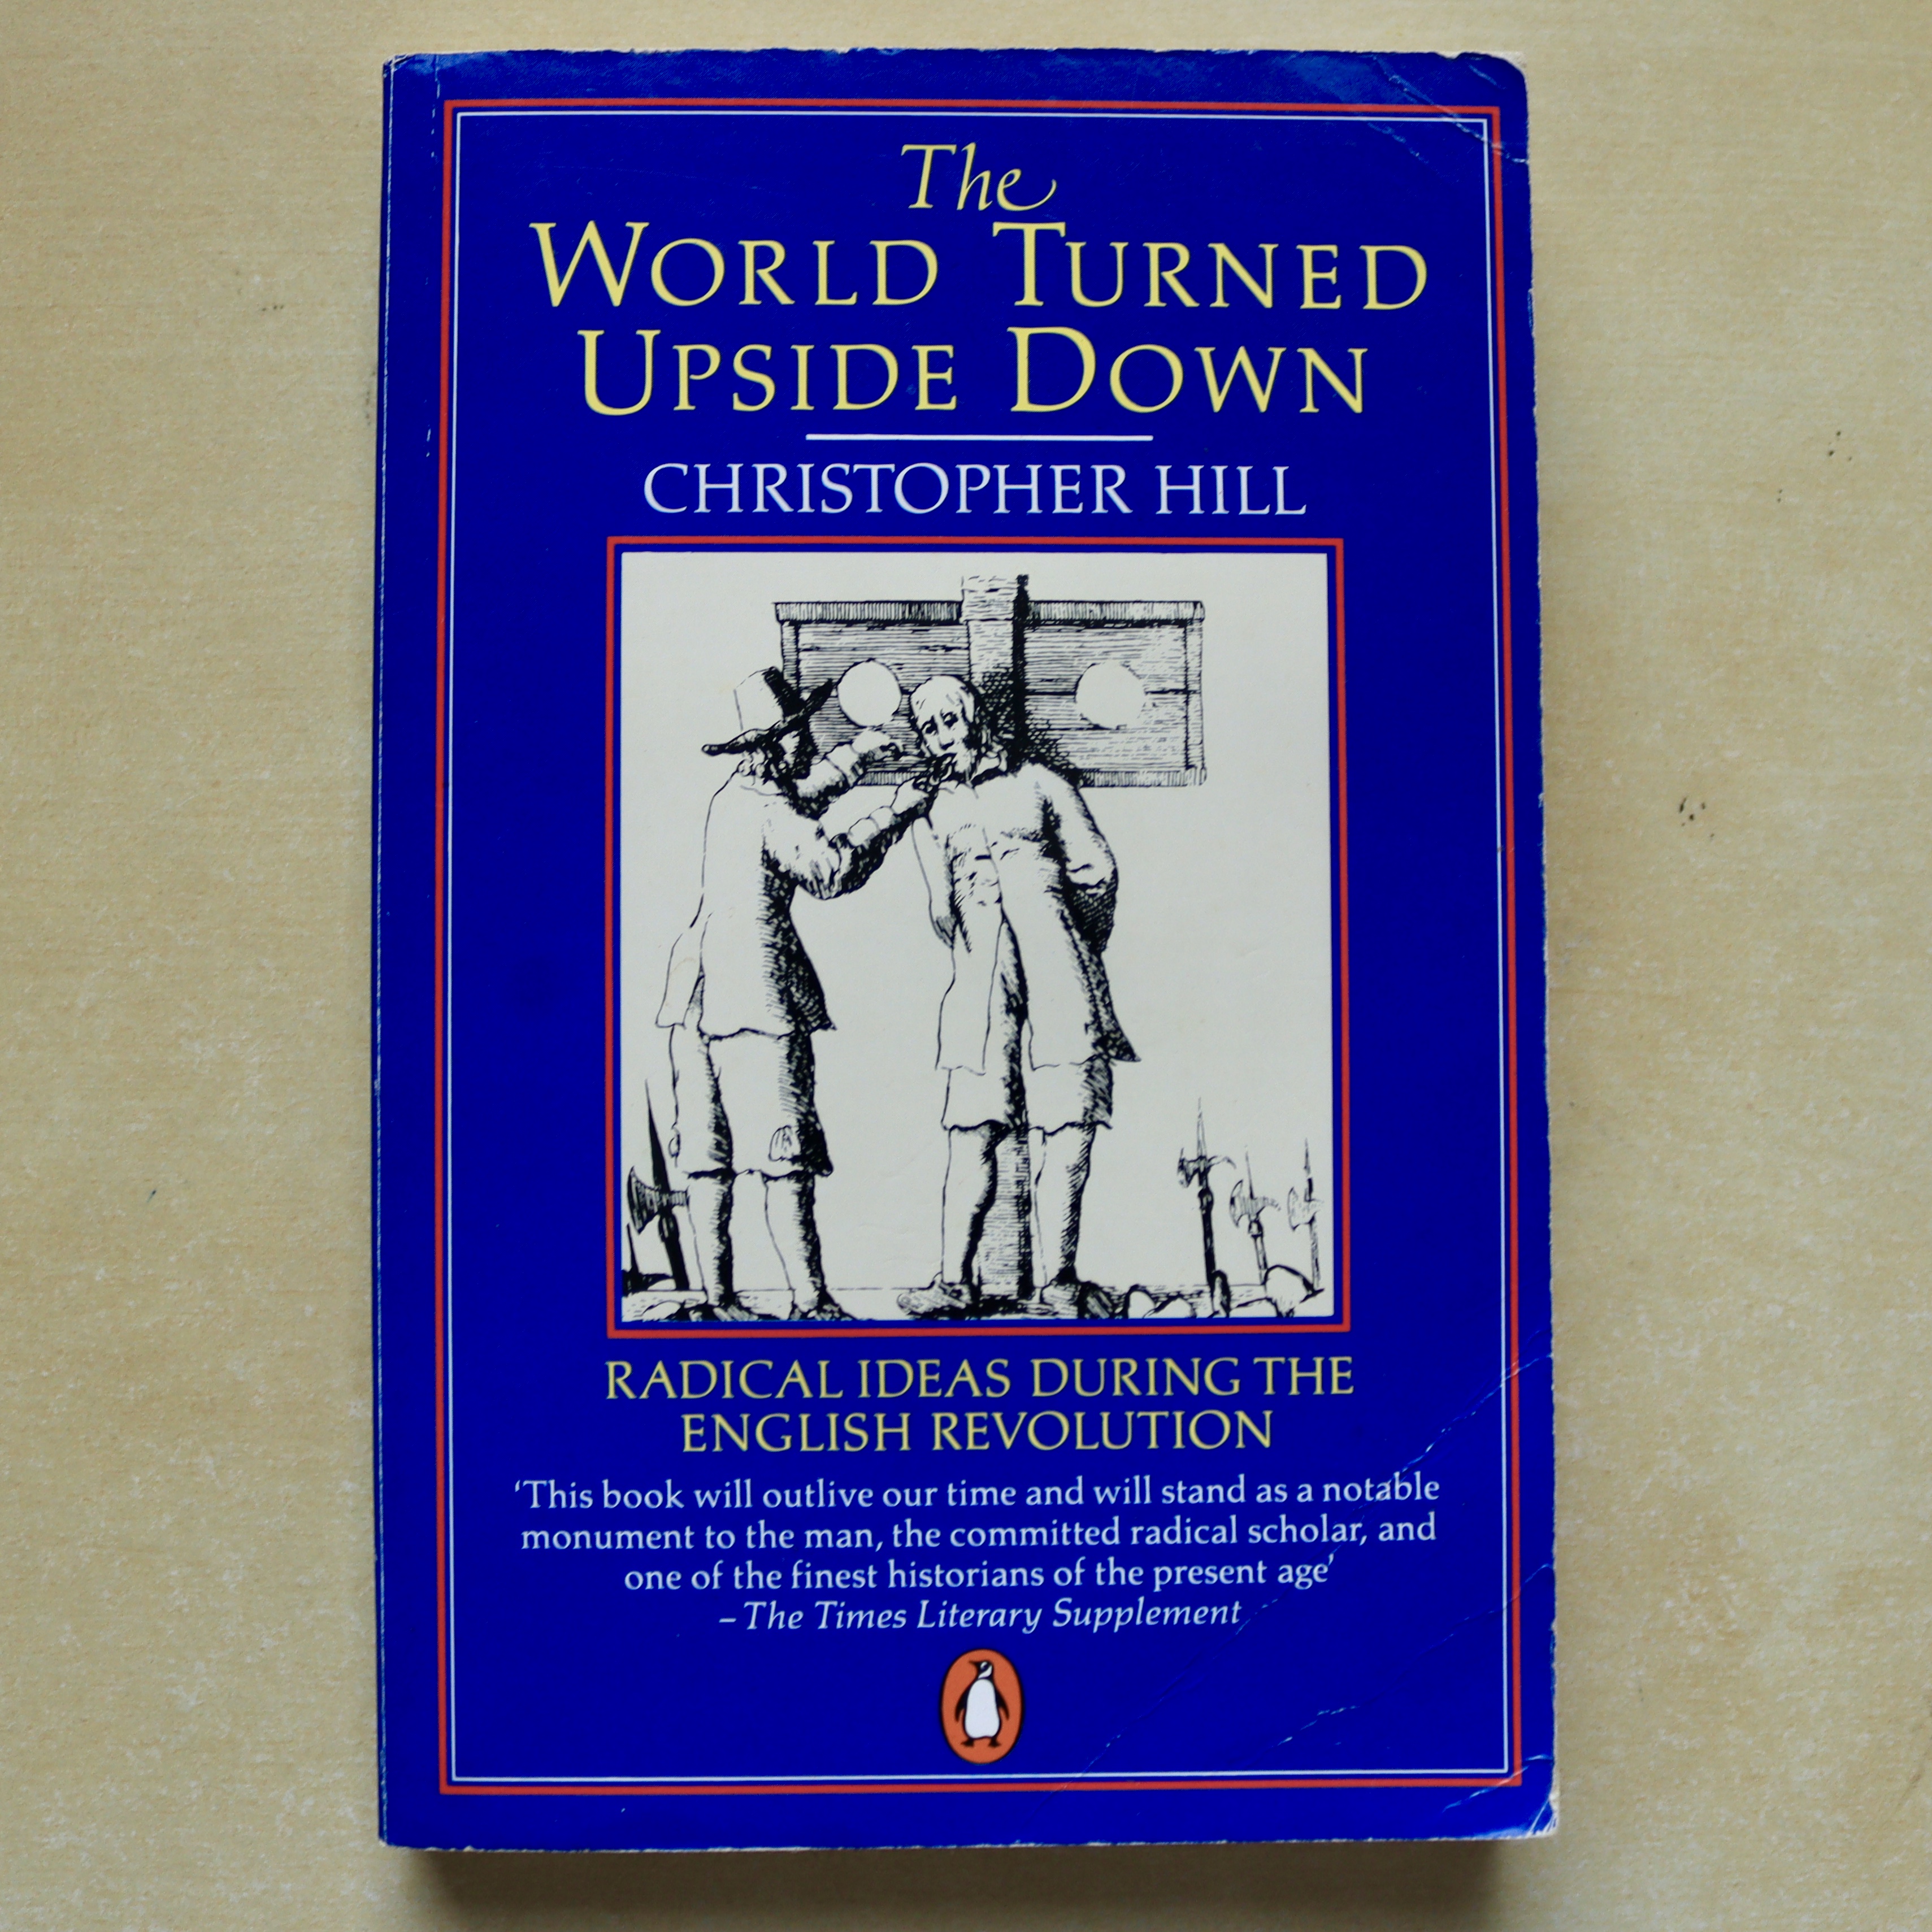 The
WORLD TURNED
UPSIDE DOWN
CHRISTOPHER HILL
RADICAL IDEAS DURING THE
ENGLISH REVOLUTION
‘This book will outlive our time and will stand as a notable
monument to the man, the committed radical scholar, and
one of the finest historians of the present age’
– The Times Literary Supplement